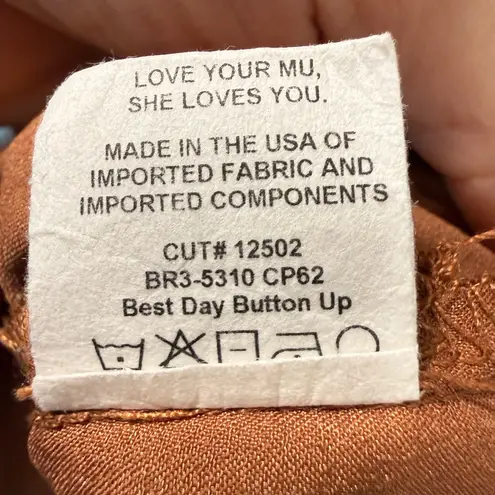 LOVE YOUR MU,
SHE LOVES YOU.
MADE IN THE USA OF
IMPORTED FABRIC AND
IMPORTED COMPONENTS
CUT# 12502
BR3-5310 CP62
Best Day Button Up